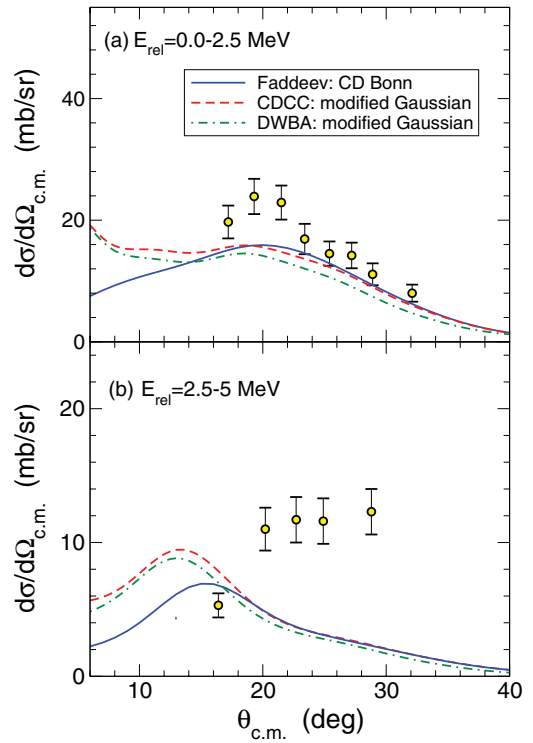 (a) E_rel=0.0-2.5 MeV
Faddeev: CD Bonn
CDCC: modified Gaussian
DWBA: modified Gaussian
dσ/dΩ_c.m. (mb/sr)
40
20
0
(b) E_rel=2.5-5 MeV
dσ/dΩ_c.m. (mb/sr)
20
10
0
10 20 30 40
θ_c.m. (deg)